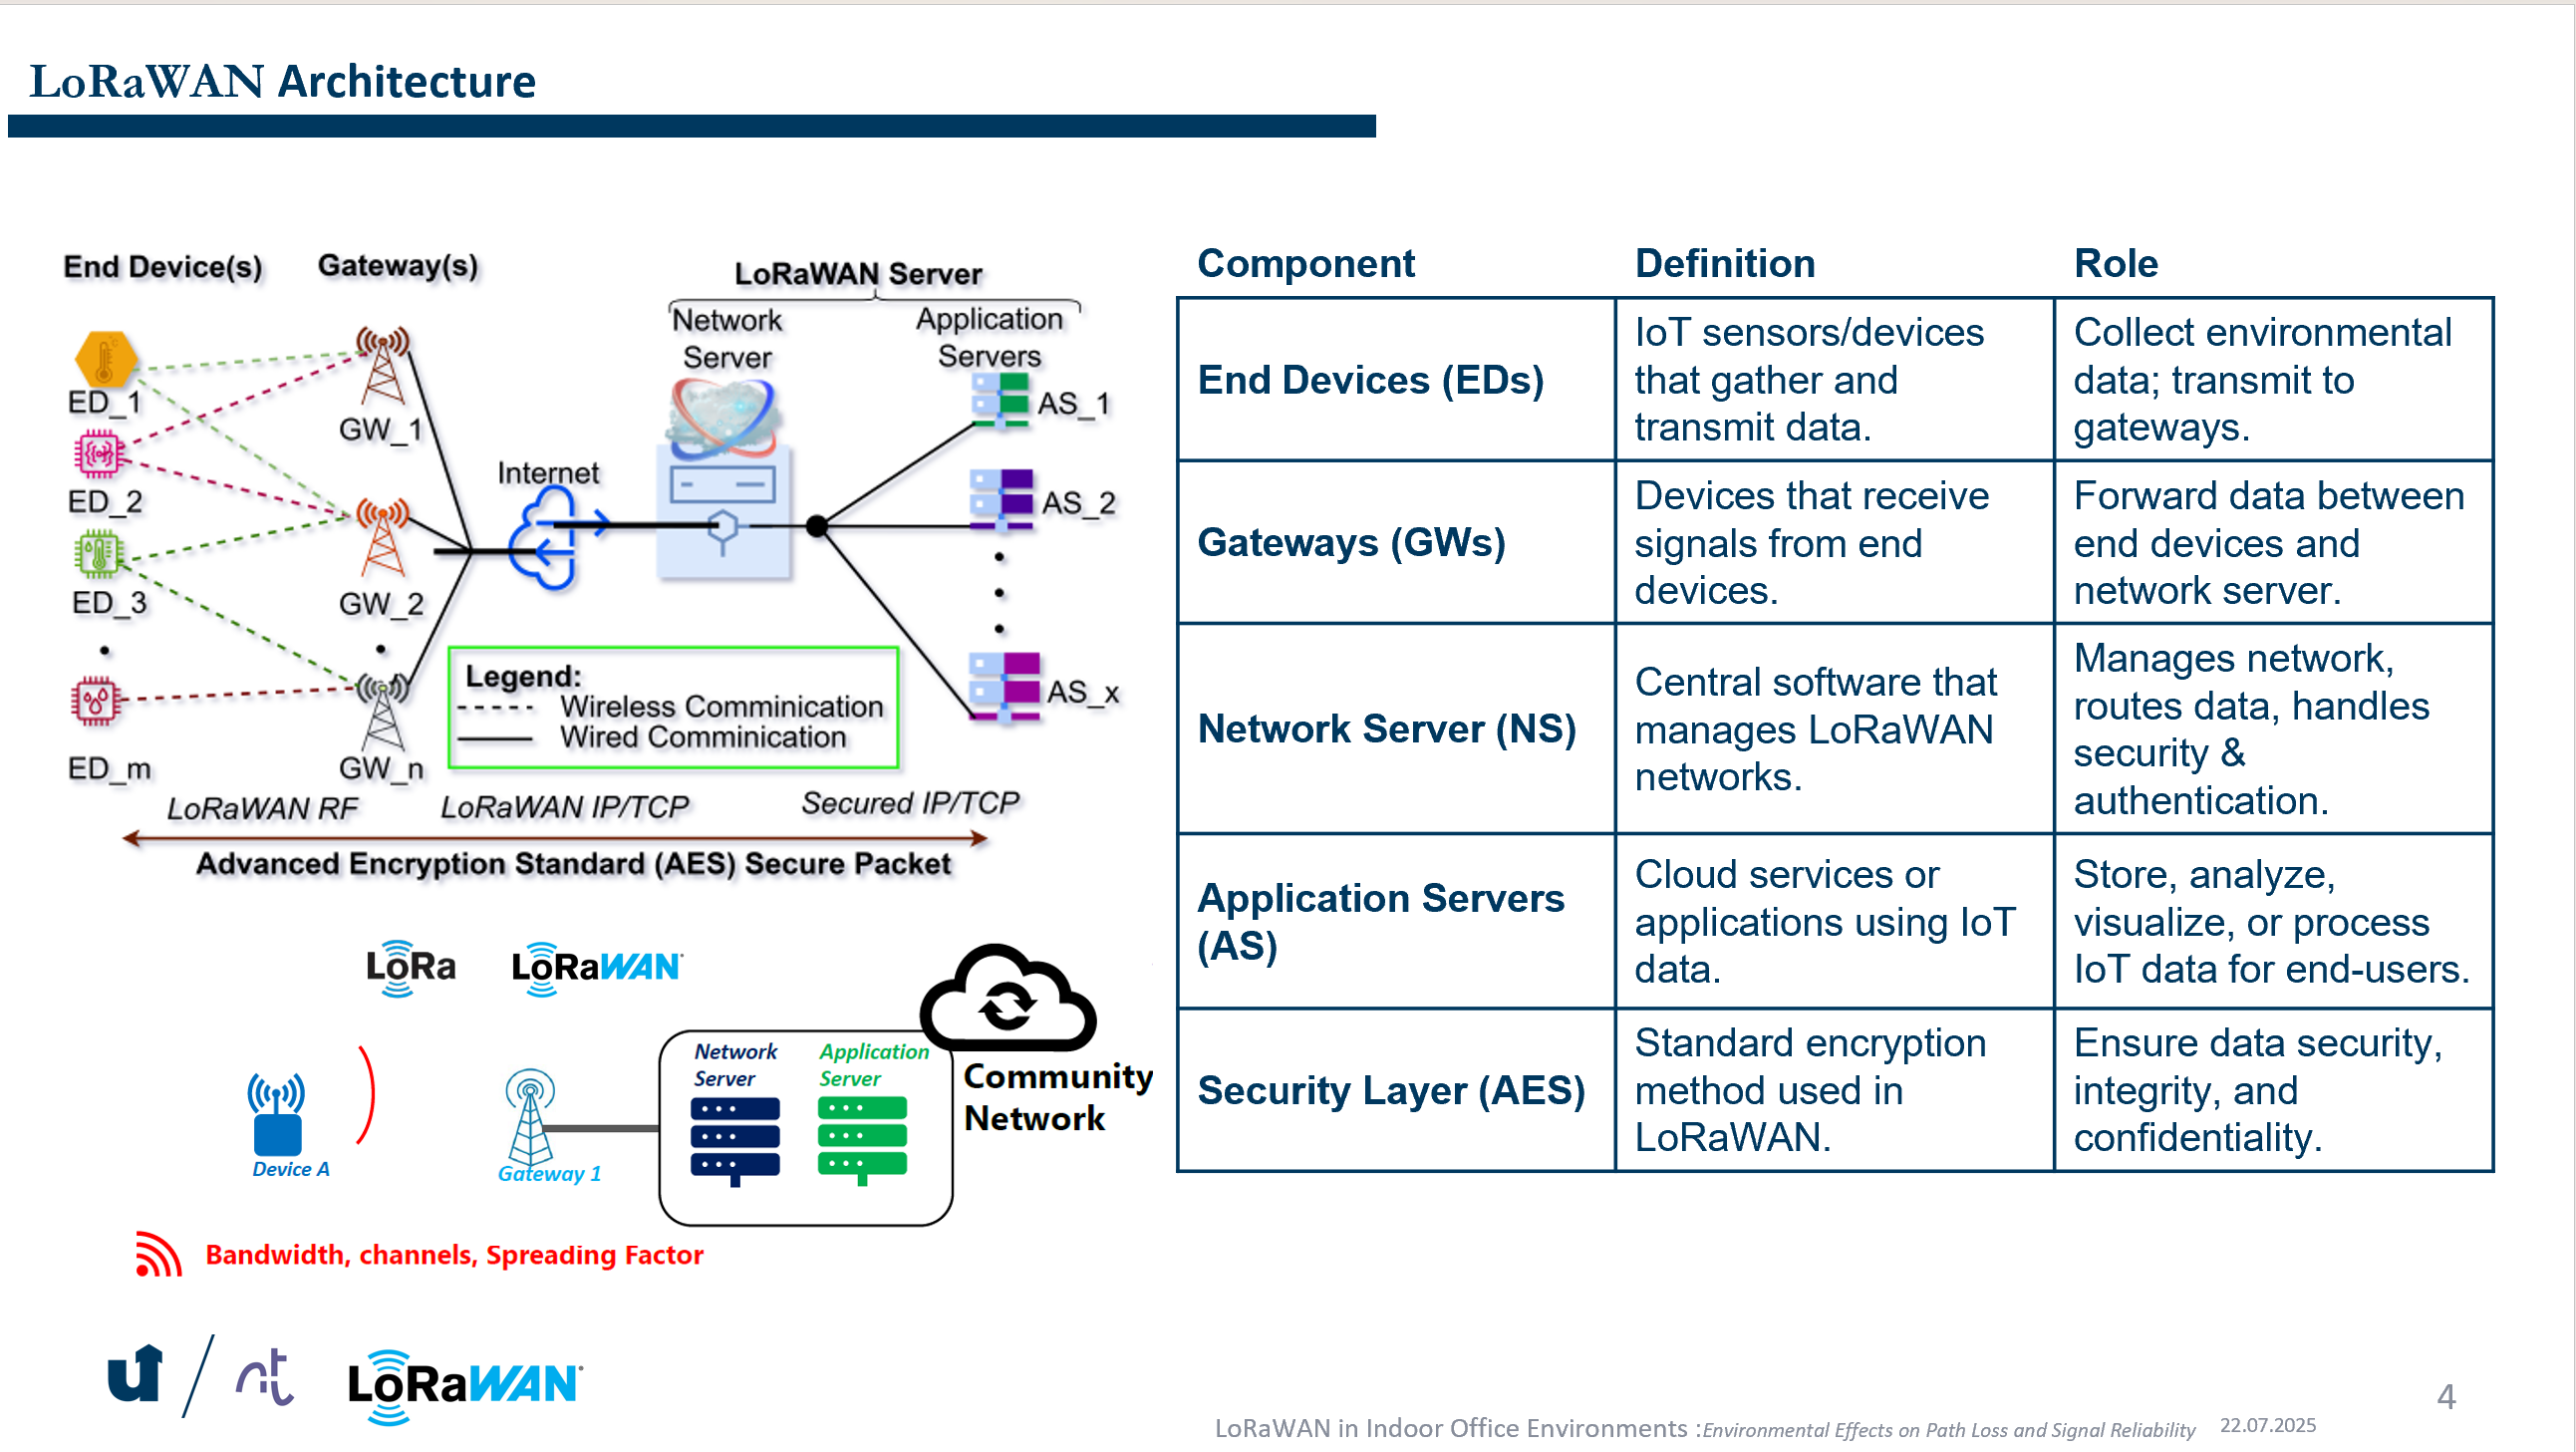 LoRaWAN Architecture
End Device(s)
Gateway(s)
LoRaWAN Server
Network
Server
Application
Servers
ED_1
GW_1
AS_1
Internet
ED_2
AS_2
ED_3
GW_2
Legend:
Wireless Comminication
Wired Comminication
AS_x
ED_m
GW_n
LoRaWAN RF
LoRaWAN IP/TCP
Secured IP/TCP
Advanced Encryption Standard (AES) Secure Packet
LoRa
LoRaWAN
Network
Server
Application
Server
Community
Network
Device A
Gateway 1
Bandwidth, channels, Spreading Factor
Component
Definition
Role
End Devices (EDs)
IoT sensors/devices
that gather and
transmit data.
Collect environmental
data; transmit to
gateways.
Gateways (GWs)
Devices that receive
signals from end
devices.
Forward data between
end devices and
network server.
Network Server (NS)
Central software that
manages LoRaWAN
networks.
Manages network,
routes data, handles
security &
authentication.
Application Servers
(AS)
Cloud services or
applications using IoT
data.
Store, analyze,
visualize, or process
IoT data for end-users.
Security Layer (AES)
Standard encryption
method used in
LoRaWAN.
Ensure data security,
integrity, and
confidentiality.
LoRaWAN
LoRaWAN in Indoor Office Environments :Environmental Effects on Path Loss and Signal Reliability
22.07.2025
4